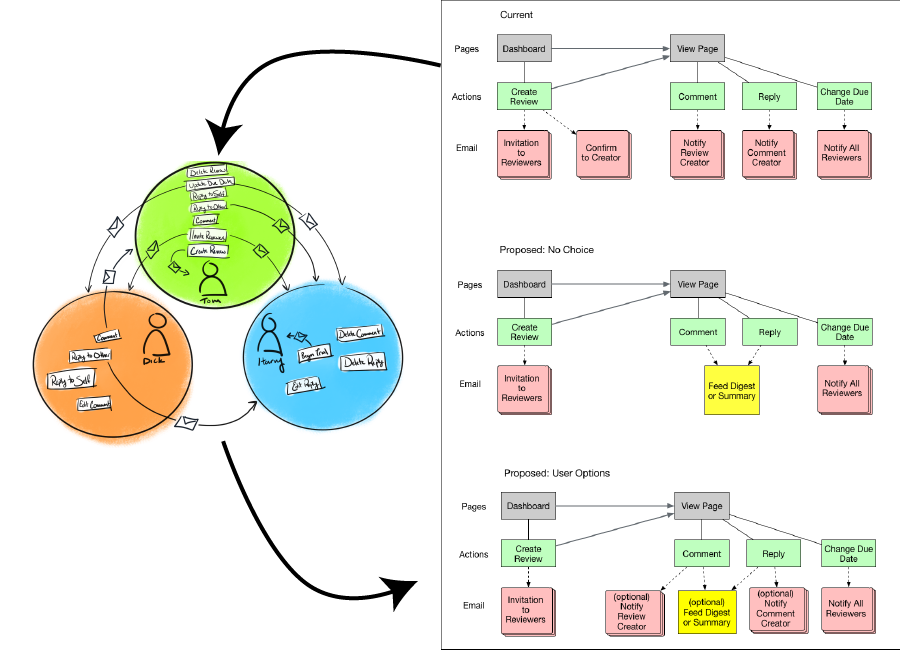 Delete Review
Update Due Date
Reply to Self
Reply to Other
Comment
Invite Reviewer
Create Review
Tom
Comment
Reply to Other
Dick
Reply to Self
Edit Comment
Harry
Begin Trial
Delete Comment
Delete Reply
Edit Reply
Current
Pages
Dashboard
View Page
Actions
Create
Review
Comment
Reply
Change Due
Date
Email
Invitation
to
Reviewers
Confirm
to Creator
Notify
Review
Creator
Notify
Comment
Creator
Notify All
Reviewers
Proposed: No Choice
Pages
Dashboard
View Page
Actions
Create
Review
Comment
Reply
Change Due
Date
Email
Invitation
to
Reviewers
Feed Digest
or Summary
Notify All
Reviewers
Proposed: User Options
Pages
Dashboard
View Page
Actions
Create
Review
Comment
Reply
Change Due
Date
Email
Invitation
to
Reviewers
(optional)
Notify
Review
Creator
(optional)
Feed Digest
or Summary
(optional)
Notify
Comment
Creator
Notify All
Reviewers